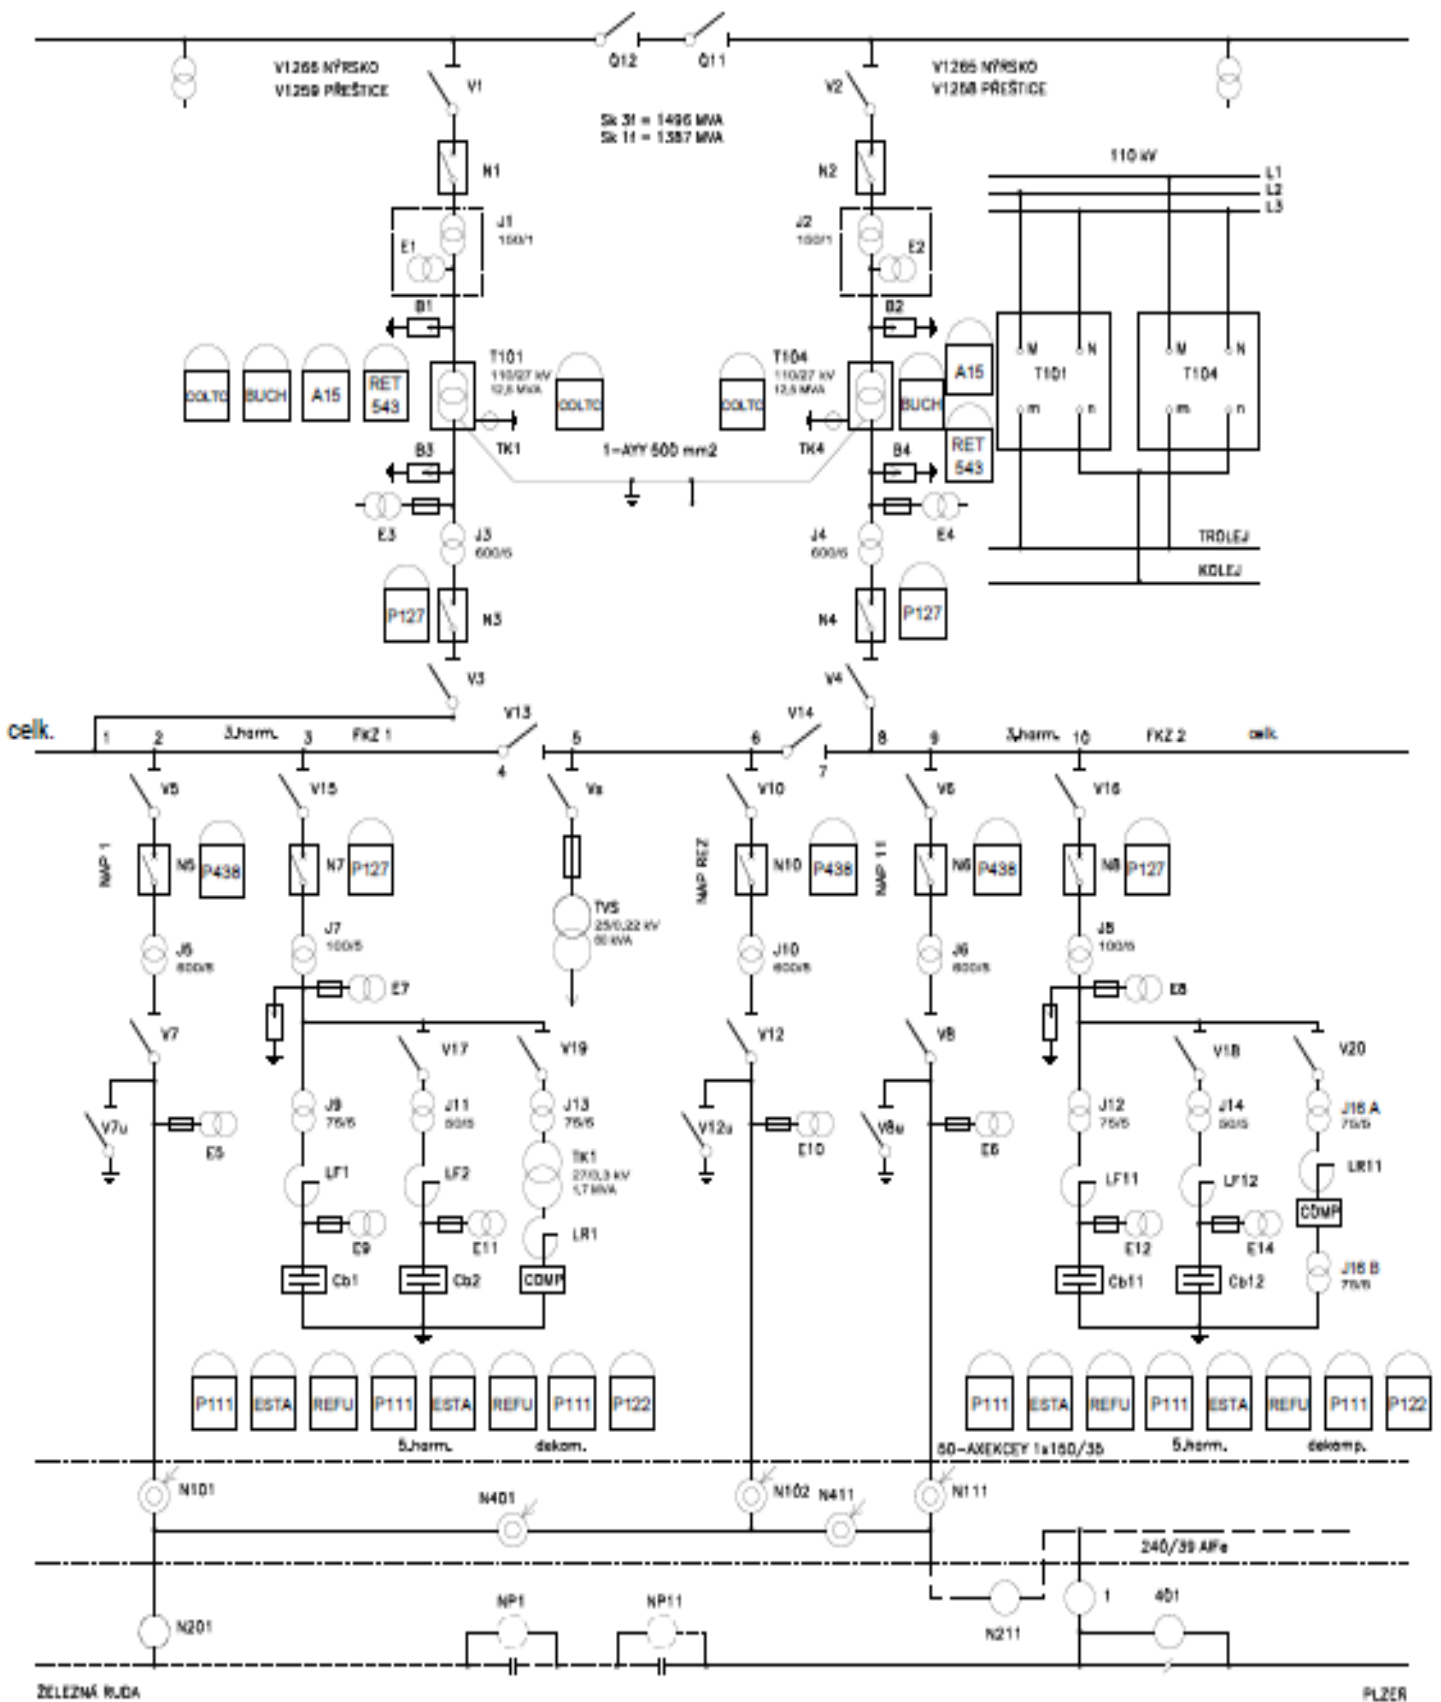 Q12
Q11
V1266 NÝRSKO
V1259 PŘEŠTICE
V1
V2
V1265 NÝRSKO
V1258 PŘEŠTICE
Sk 3f = 1496 MVA
Sk 1f = 1387 MVA
110 kV
L1
L2
L3
N1
N2
J1
150/1
E1
J2
150/1
E2
B1
B2
OOLTC
BUCH
A15
RET
543
T101
110/27 kV
12,5 MVA
OOLTC
OOLTC
T104
110/27 kV
12,5 MVA
BUCH
A15
RET
543
M
N
T101
m
n
M
N
T104
m
n
TK1
1-AYY 500 mm2
TK4
B3
B4
E3
J3
600/5
J4
600/5
E4
TROLEJ
KOLEJ
P127
N3
N4
P127
V3
V4
celk.
1
2
3.harm.
3
FKZ 1
V13
4
5
6
V14
7
8
9
3.harm.
10
FKZ 2
celk.
V5
V15
Vs
V10
V6
V16
NAP 1
N5
P438
N7
P127
NAP REZ
N10
P438
NAP 11
N6
P438
N8
P127
TVS
25/0,22 kV
J5
600/5
J7
100/5
J10
600/5
J6
600/5
J8
100/5
E7
E8
V7
V17
V19
V12
V8
V18
V20
V7u
E5
J9
75/5
J11
50/5
J13
75/5
V12u
E10
V8u
E6
J12
75/5
J14
50/5
J16 A
75/5
LF1
LF2
TK1
27/0,3 kV
1,7 MVA
LF11
LF12
LR11
E9
E11
LR1
E12
E14
COMP
Cb1
Cb2
COMP
Cb11
Cb12
J16 B
75/5
P111
ESTA
REFU
P111
ESTA
REFU
P111
P122
P111
ESTA
REFU
P111
ESTA
REFU
P111
P122
5.harm.
dekom.
50-AXEKCEY 1x150/35
5.harm.
dekomp.
N101
N401
N102
N411
N111
240/39 AlFe
N201
NP1
NP11
N211
1
401
ŽELEZNÁ RUDA
PLZEŇ